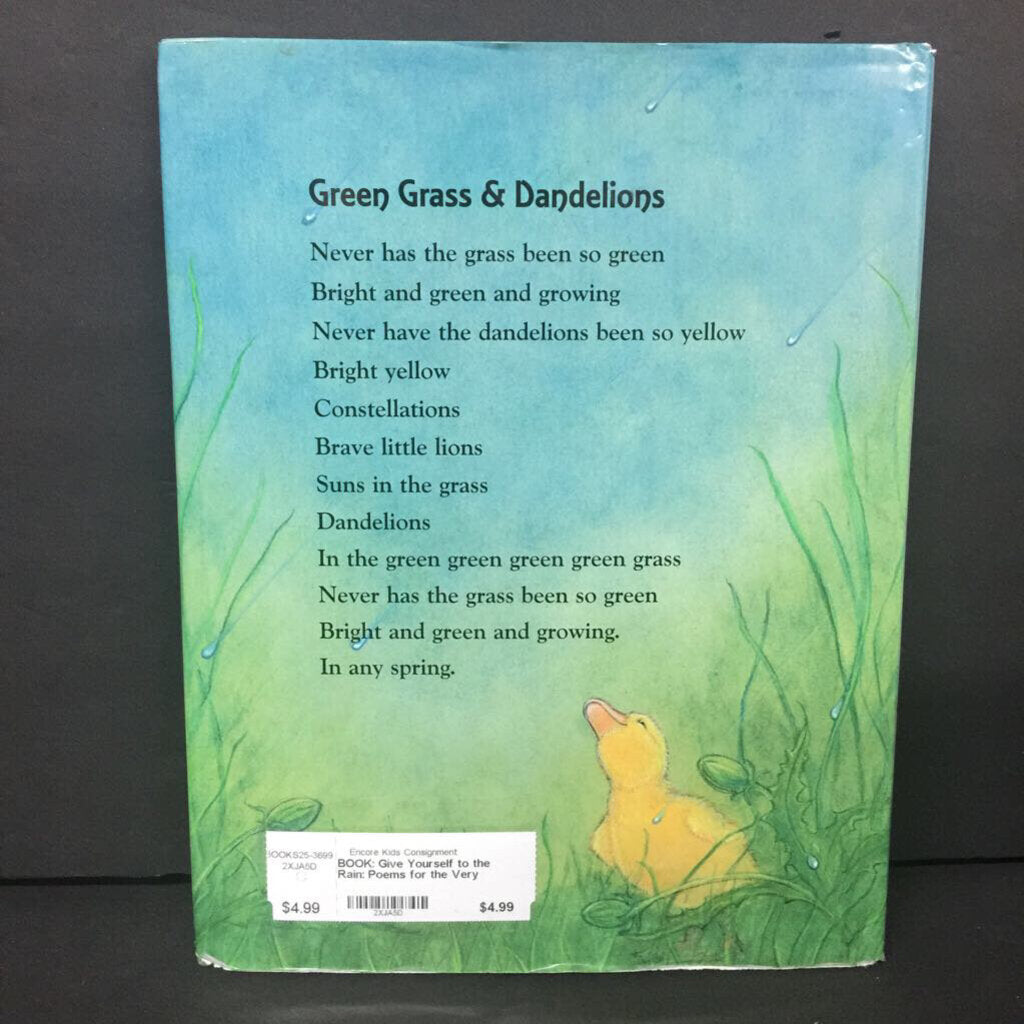 Green Grass & Dandelions
Never has the grass been so green
Bright and green and growing
Never have the dandelions been so yellow
Bright yellow
Constellations
Brave little lions
Suns in the grass
Dandelions
In the green green green green grass
Never has the grass been so green
Bright and green and growing.
In any spring.
BOOKS25-3699
2XJA5D
Encore Kids Consignment
BOOK: Give Yourself to the
Rain: Poems for the Very
$4.99
2XJA5D
$4.99